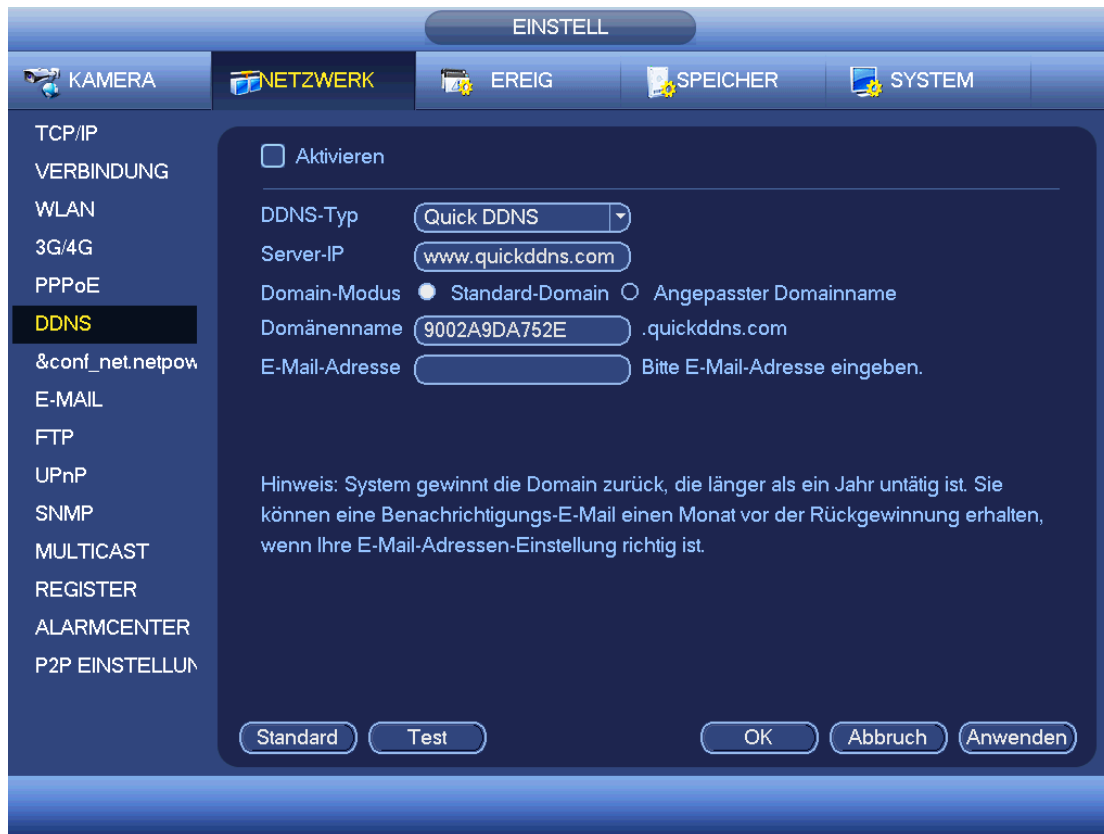 EINSTELL
KAMERA
NETZWERK
EREIG
SPEICHER
SYSTEM
TCP/IP
VERBINDUNG
WLAN
3G/4G
PPPoE
DDNS
&conf_net.netpow
E-MAIL
FTP
UPnP
SNMP
MULTICAST
REGISTER
ALARMCENTER
P2P EINSTELLUN
Aktivieren
DDNS-Typ Quick DDNS
Server-IP www.quickddns.com
Domain-Modus Standard-Domain Angepasster Domainname
Domänenname 9002A9DA752E .quickddns.com
E-Mail-Adresse Bitte E-Mail-Adresse eingeben.
Hinweis: System gewinnt die Domain zurück, die länger als ein Jahr untätig ist. Sie
können eine Benachrichtigungs-E-Mail einen Monat vor der Rückgewinnung erhalten,
wenn Ihre E-Mail-Adressen-Einstellung richtig ist.
Standard Test OK Abbruch Anwenden